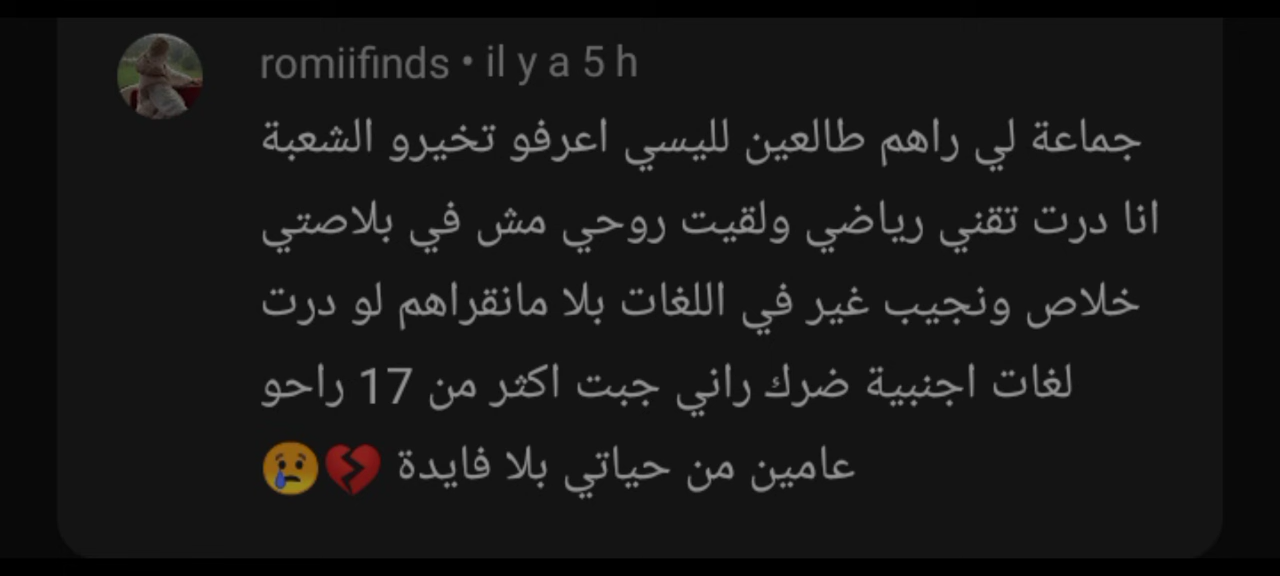 romiifinds • il y a 5 h
جماعة لي راهم طالعين لليسي اعرفو تخيرو الشعبة
انا درت تقني رياضي ولقيت روحي مش في بلاصتي
خلاص ونجيب غير في اللغات بلا مانقراهم لو درت
لغات اجنبية ضرك راني جبت اكثر من 17 راحو
عامين من حياتي بلا فايدة 💔😢